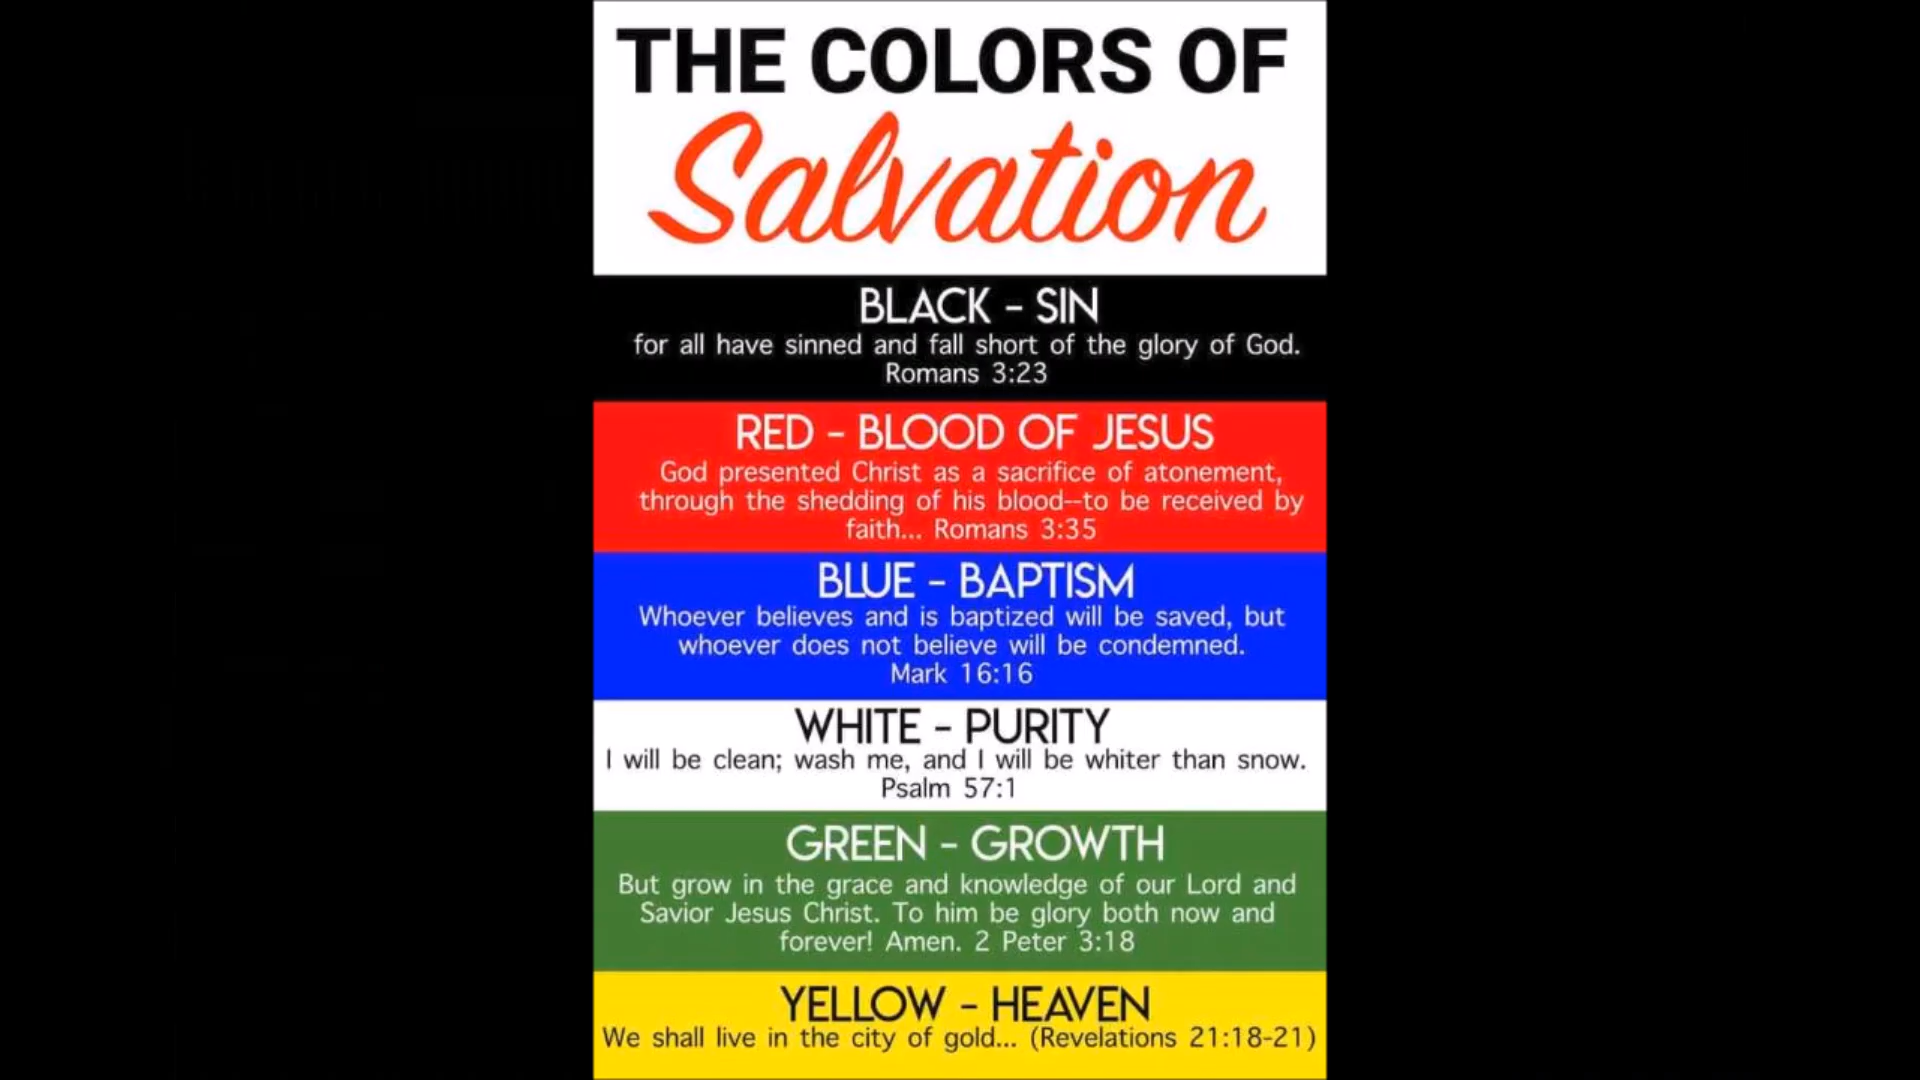 THE COLORS OF
Salvation
BLACK - SIN
for all have sinned and fall short of the glory of God.
Romans 3:23
RED - BLOOD OF JESUS
God presented Christ as a sacrifice of atonement,
through the shedding of his blood--to be received by
faith... Romans 3:35
BLUE - BAPTISM
Whoever believes and is baptized will be saved, but
whoever does not believe will be condemned.
Mark 16:16
WHITE - PURITY
I will be clean; wash me, and I will be whiter than snow.
Psalm 57:1
GREEN - GROWTH
But grow in the grace and knowledge of our Lord and
Savior Jesus Christ. To him be glory both now and
forever! Amen. 2 Peter 3:18
YELLOW - HEAVEN
We shall live in the city of gold... (Revelations 21:18-21)